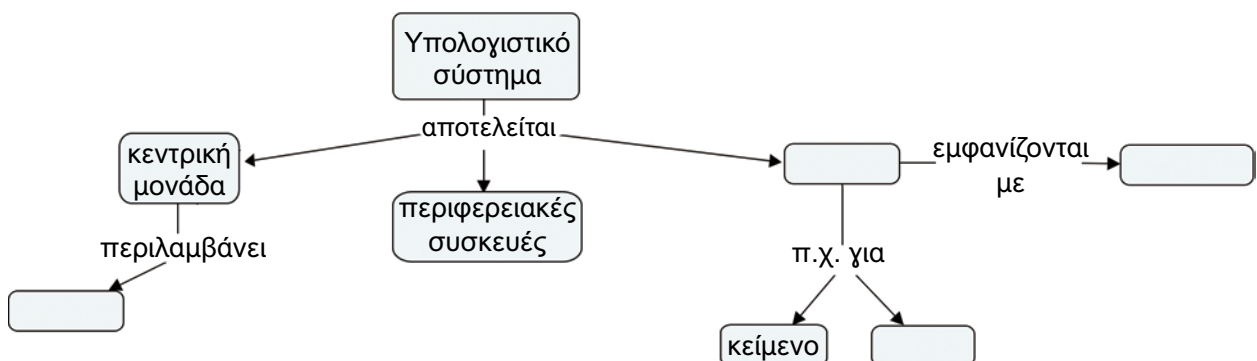 Υπολογιστικό
σύστημα
αποτελείται
κεντρική
μονάδα
περιφερειακές
συσκευές
εμφανίζονται
με
περιλαμβάνει
π.χ. για
κείμενο